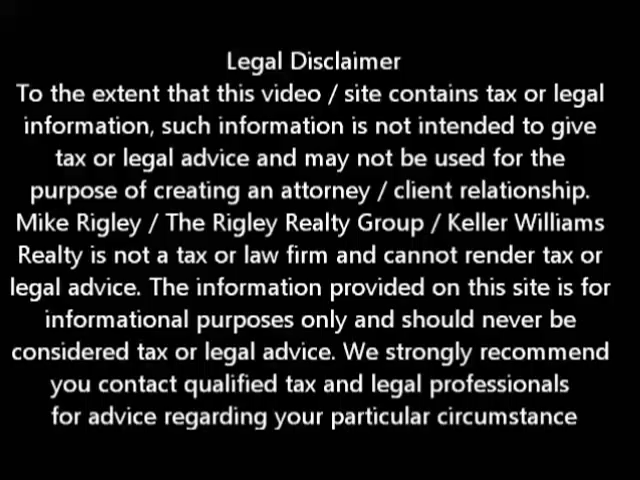 Legal Disclaimer
To the extent that this video / site contains tax or legal
information, such information is not intended to give
tax or legal advice and may not be used for the
purpose of creating an attorney / client relationship.
Mike Rigley / The Rigley Realty Group / Keller Williams
Realty is not a tax or law firm and cannot render tax or
legal advice. The information provided on this site is for
informational purposes only and should never be
considered tax or legal advice. We strongly recommend
you contact qualified tax and legal professionals
for advice regarding your particular circumstance